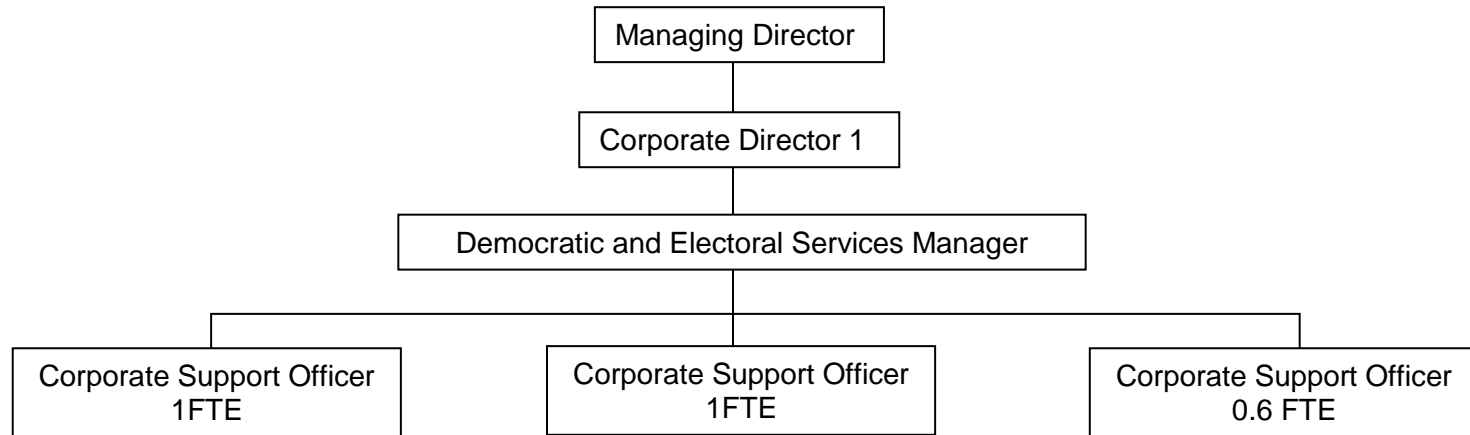 Managing Director
Corporate Director 1
Democratic and Electoral Services Manager
Corporate Support Officer
1FTE
Corporate Support Officer
1FTE
Corporate Support Officer
0.6 FTE